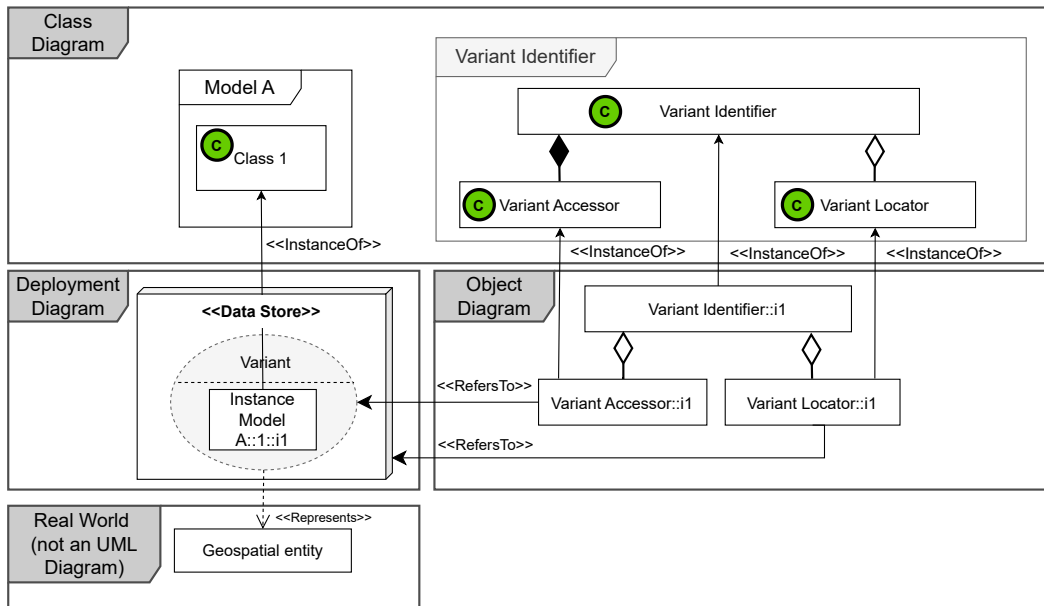 Class
Diagram
Model A
C
Class 1
Variant Identifier
C
Variant Identifier
C
Variant Accessor
C
Variant Locator
<<InstanceOf>>
<<InstanceOf>>
<<InstanceOf>>
<<InstanceOf>>
Deployment
Diagram
<<Data Store>>
Variant
Instance
Model
A::1::i1
Object
Diagram
Variant Identifier::i1
<<RefersTo>>
Variant Accessor::i1
Variant Locator::i1
<<RefersTo>>
Real World
(not an UML
Diagram)
<<Represents>>
Geospatial entity